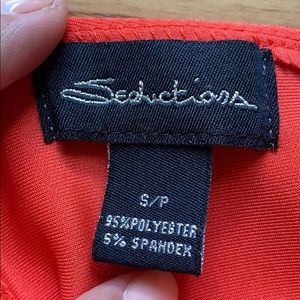 Seductions
S/P
95%POLYESTER
5% SPANDEX